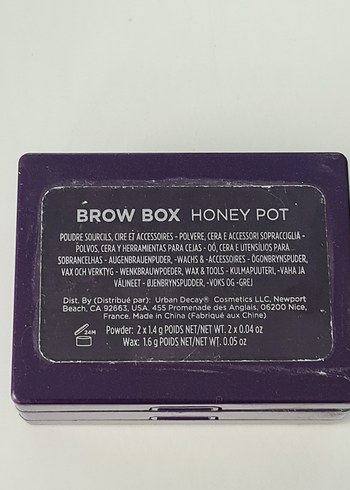 BROW BOX HONEY POT
POUDRE SOURCILS, CIRE ET ACCESSOIRES - POLVERE, CERA E ACCESSORI SOPRACCIGLIA -
POLVOS, CERA Y HERRAMIENTAS PARA CEJAS - OÓ, CERA E UTENSÍLIOS PARA...
SOBRANCELHAS - AUGENBRAUENPUDER, -WACHS & -ACCESSOIRES - ÖGONBRYNSPUDER,
VAX OCH VERKTYG - WENKBRAUWPOEDER, WAX & TOOLS - KULMAPUUTERI, -VAHA JA
VÄLINEET - ØJENBRYNSPUDDER, -VOKS OG -GREJ
Dist. By (Distribué par): Urban Decay® Cosmetics LLC, Newport
Beach, CA 92663, USA. 455 Promenade des Anglais, 06200 Nice,
France. Made in China (Fabriqué aux Chine)
24M
Powder: 2 x 1.4 g POIDS NET/NET WT. 2 x 0.04 oz
Wax: 1.6 g POIDS NET/NET WT. 0.05 oz